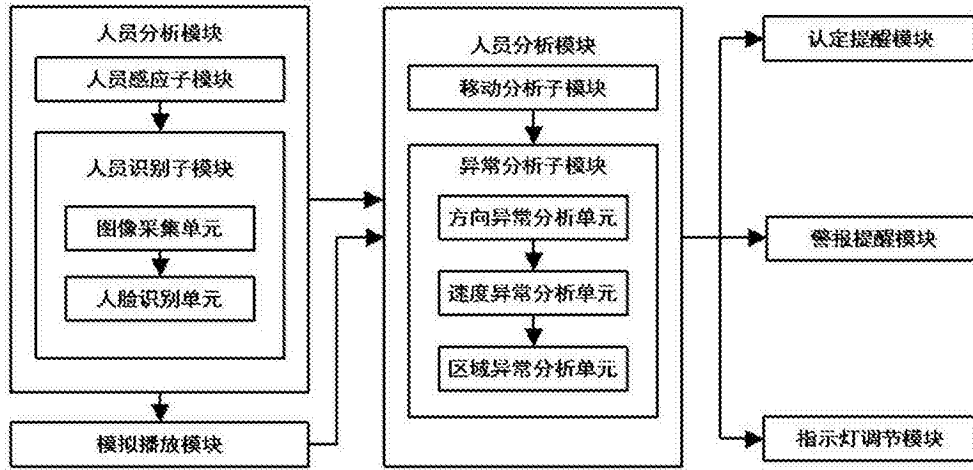 人员分析模块
人员感应子模块
人员识别子模块
图像采集单元
人脸识别单元
模拟播放模块
人员分析模块
移动分析子模块
异常分析子模块
方向异常分析单元
速度异常分析单元
区域异常分析单元
认定提醒模块
警报提醒模块
指示灯调节模块